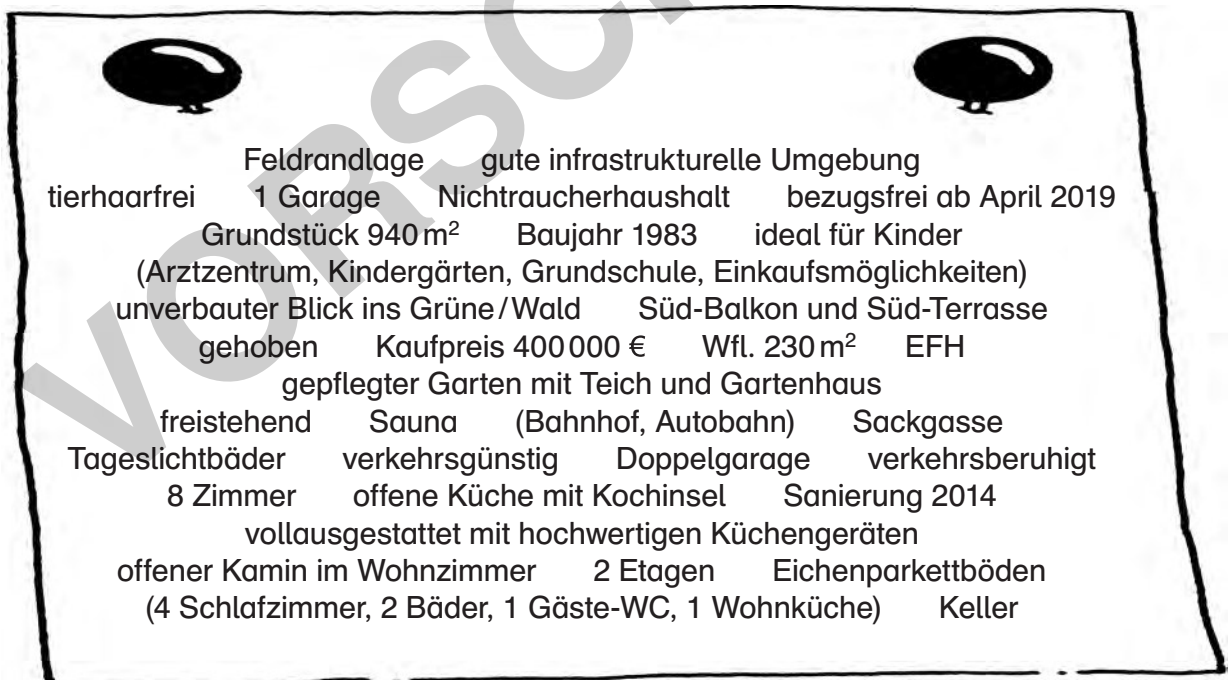 Feldrandlage gute infrastrukturelle Umgebung
tierhaarfrei 1 Garage Nichtraucherhaushalt bezugsfrei ab April 2019
Grundstück 940 m² Baujahr 1983 ideal für Kinder
(Arztzentrum, Kindergärten, Grundschule, Einkaufsmöglichkeiten)
unverbauter Blick ins Grüne/Wald Süd-Balkon und Süd-Terrasse
gehoben Kaufpreis 400 000 € Wfl. 230 m² EFH
gepflegter Garten mit Teich und Gartenhaus
freistehend Sauna (Bahnhof, Autobahn) Sackgasse
Tageslichtbäder verkehrsgünstig Doppelgarage verkehrsberuhigt
8 Zimmer offene Küche mit Kochinsel Sanierung 2014
vollausgestattet mit hochwertigen Küchengeräten
offener Kamin im Wohnzimmer 2 Etagen Eichenparkettböden
(4 Schlafzimmer, 2 Bäder, 1 Gäste-WC, 1 Wohnküche) Keller
VORSC